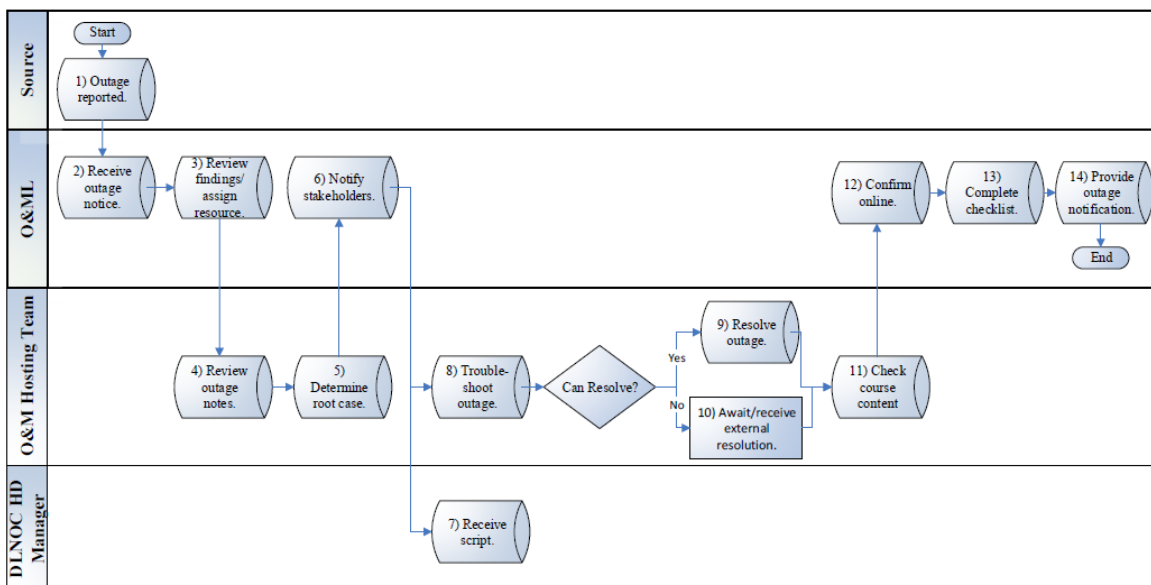 Source
Start
1) Outage
reported.
O&ML
2) Receive
outage
notice.
3) Review
findings/
assign
resource.
6) Notify
stakeholders.
12) Confirm
online.
13)
Complete
checklist.
14) Provide
outage
notification.
End
O&M Hosting Team
4) Review
outage
notes.
5)
Determine
root case.
8) Trouble-
shoot
outage.
Can Resolve?
Yes
No
9) Resolve
outage.
10) Await/receive
external
resolution.
11) Check
course
content
DLNOC HD
Manager
7) Receive
script.